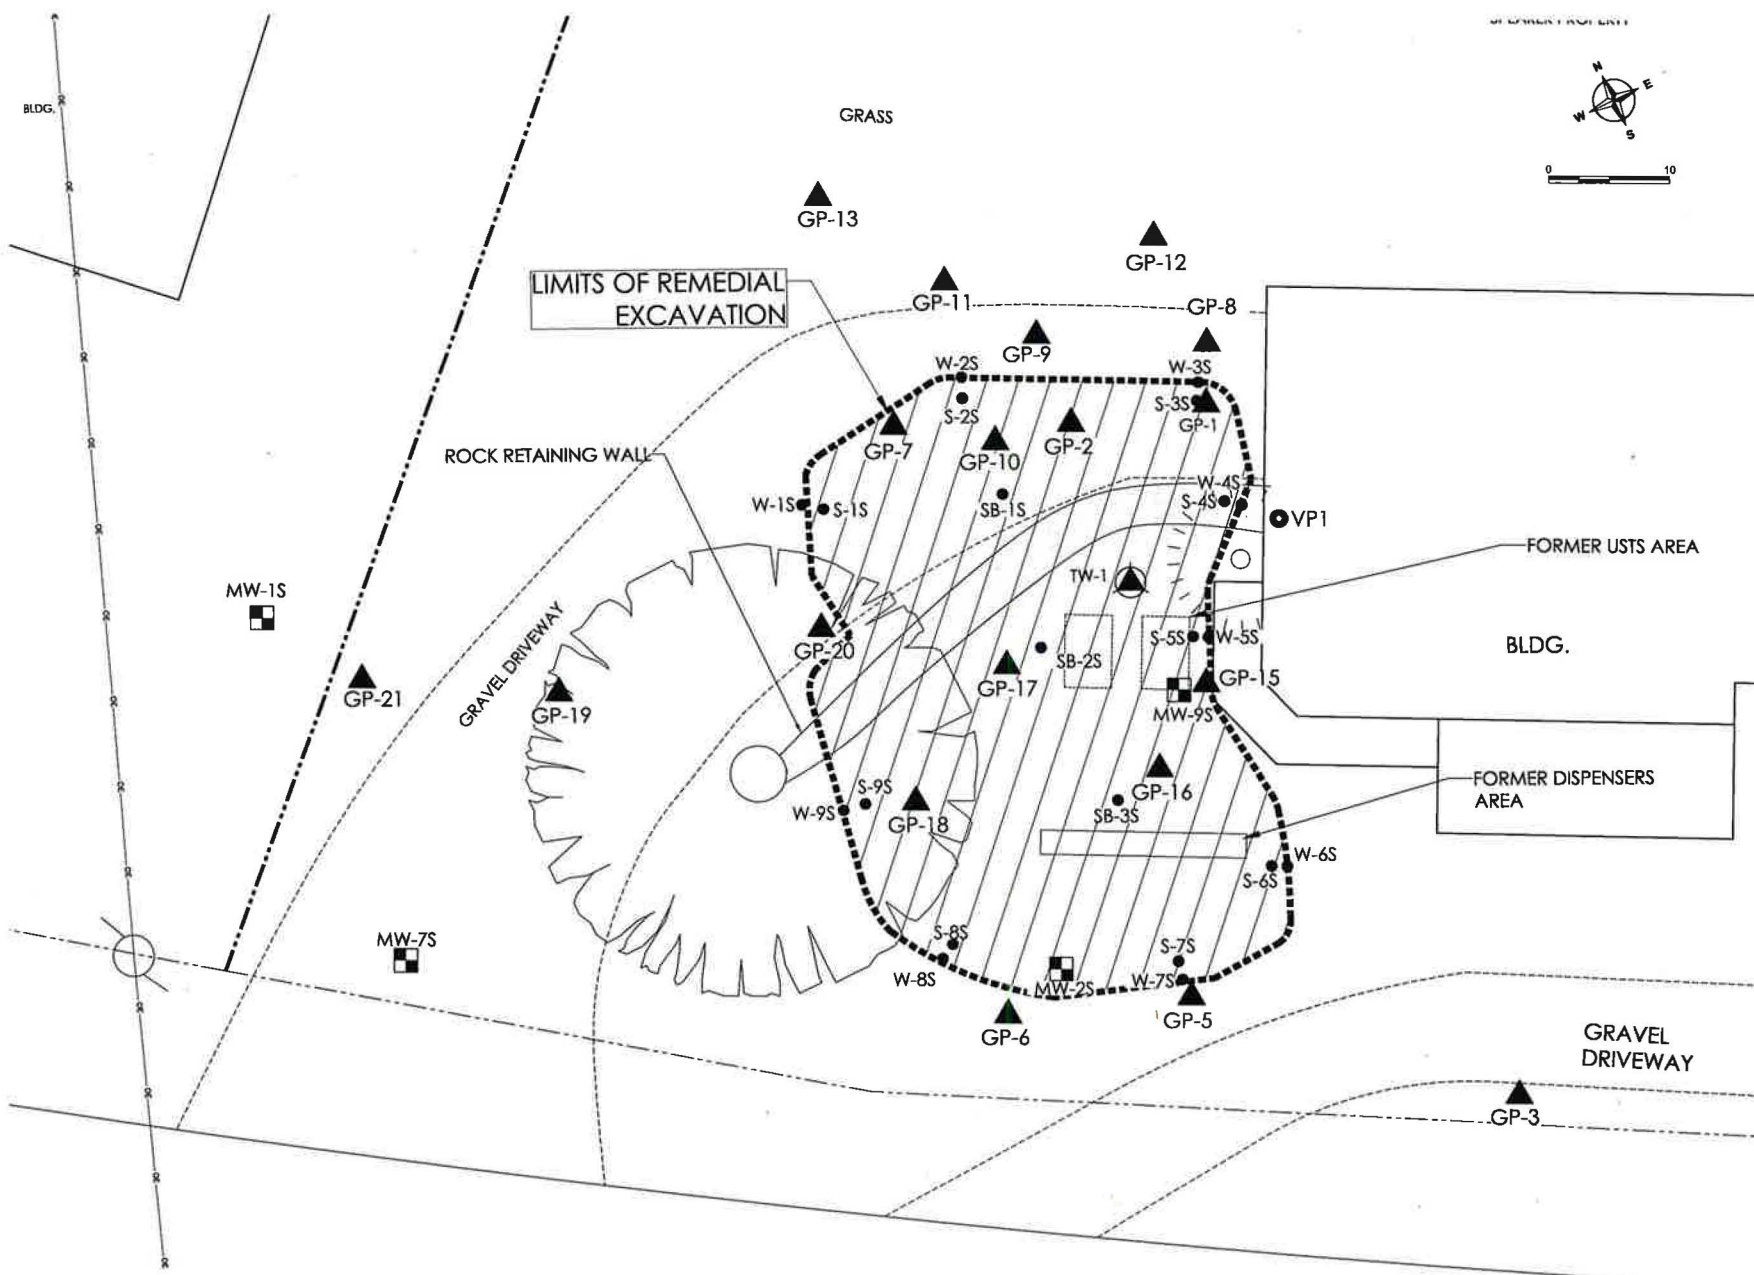 SPEARER PROPERTY
N
E
W
S
0 10
BLDG.
GRASS
GP-13
GP-12
LIMITS OF REMEDIAL
EXCAVATION
GP-11
GP-8
GP-9
W-2S
W-3S
S-2S
S-3S
GP-1
GP-7
GP-10
GP-2
ROCK RETAINING WALL
W-4S
S-4S
W-1S
S-1S
SB-1S
VP1
FORMER USTS AREA
TW-1
MW-1S
GRAVEL DRIVEWAY
GP-20
S-5S
W-5S
SB-2S
BLDG.
GP-21
GP-19
GP-17
GP-15
MW-9S
FORMER DISPENSERS
AREA
GP-16
S-9S
W-9S
GP-18
SB-3S
W-6S
S-6S
MW-7S
S-8S
S-7S
W-8S
MW-2S
W-7S
GP-5
GP-6
GRAVEL
DRIVEWAY
GP-3